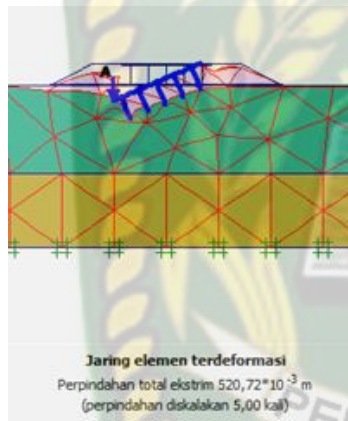 A
Jaring elemen terdeformasi
Perpindahan total ekstrim 520,72*10 -3 m
(perpindahan diskalakan 5,00 kali)